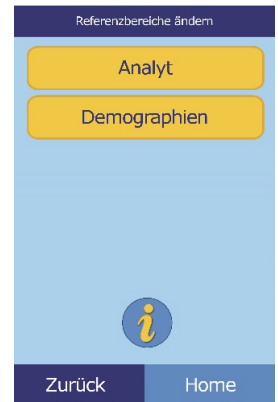 Referenzbereiche ändern
Analyt
Demographien
i
Zurück Home